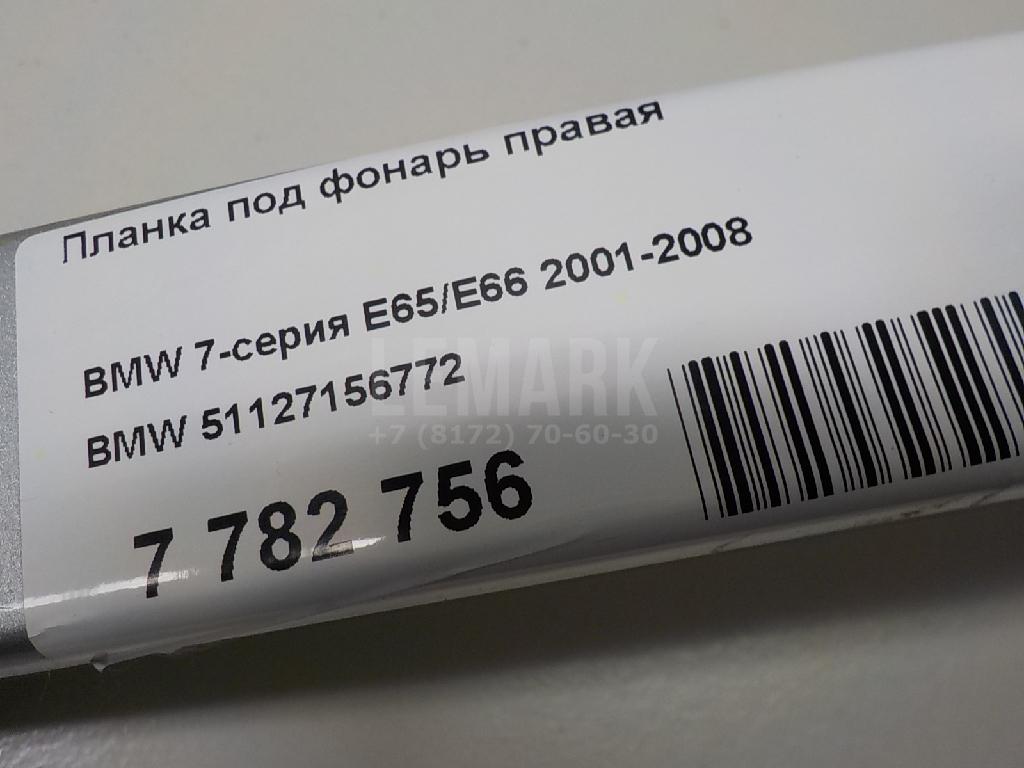 Планка под фонарь правая
BMW 7-серия E65/E66 2001-2008
BMW 51127156772
7 782 756
LEMARK
+7 (8172) 70-60-30